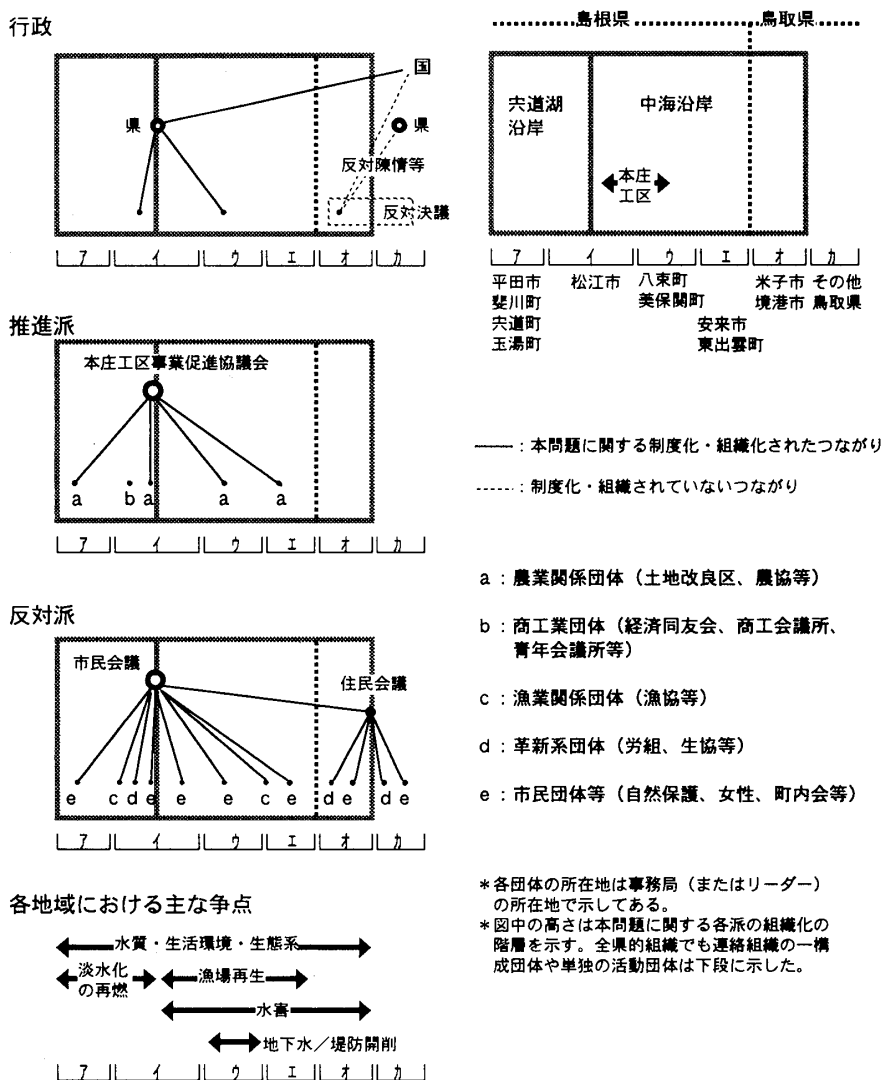 行政
国
県
県
反対陳情等
反対決議
ア イ ウ エ オ カ
島根県 鳥取県
宍道湖
沿岸
中海沿岸
本庄
工区
ア イ ウ エ オ カ
平田市 松江市 八束町 米子市 その他
斐川町 美保関町 境港市 鳥取県
宍道町 安来市
玉湯町 東出雲町
推進派
本庄工区事業促進協議会
a b a a a
ア イ ウ エ オ カ
——:本問題に関する制度化・組織化されたつながり
------:制度化・組織されていないつながり
a:農業関係団体(土地改良区、農協等)
b:商工業団体(経済同友会、商工会議所、
青年会議所等)
c:漁業関係団体(漁協等)
d:革新系団体(労組、生協等)
e:市民団体等(自然保護、女性、町内会等)
反対派
市民会議
住民会議
e c d e e e c e d e d e
ア イ ウ エ オ カ
*各団体の所在地は事務局(またはリーダー)
の所在地で示してある。
*図中の高さは本問題に関する各派の組織化の
階層を示す。全県的組織でも連絡組織の一構
成団体や単独の活動団体は下段に示した。
各地域における主な争点
水質・生活環境・生態系
淡水化
の再燃
漁場再生
水害
地下水/堤防開削
ア イ ウ エ オ カ